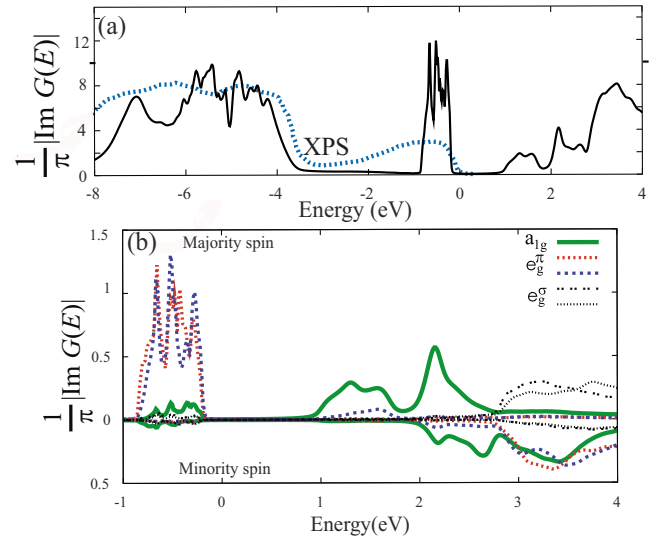 (a)
1/π |Im G(E)|
12
8
4
0
XPS
-8 -6 -4 -2 0 2 4
Energy (eV)
(b)
Majority spin
a1g
eπg
eσg
1/π |Im G(E)|
1.5
1
0.5
0
0.5
Minority spin
-1 0 1 2 3 4
Energy(eV)